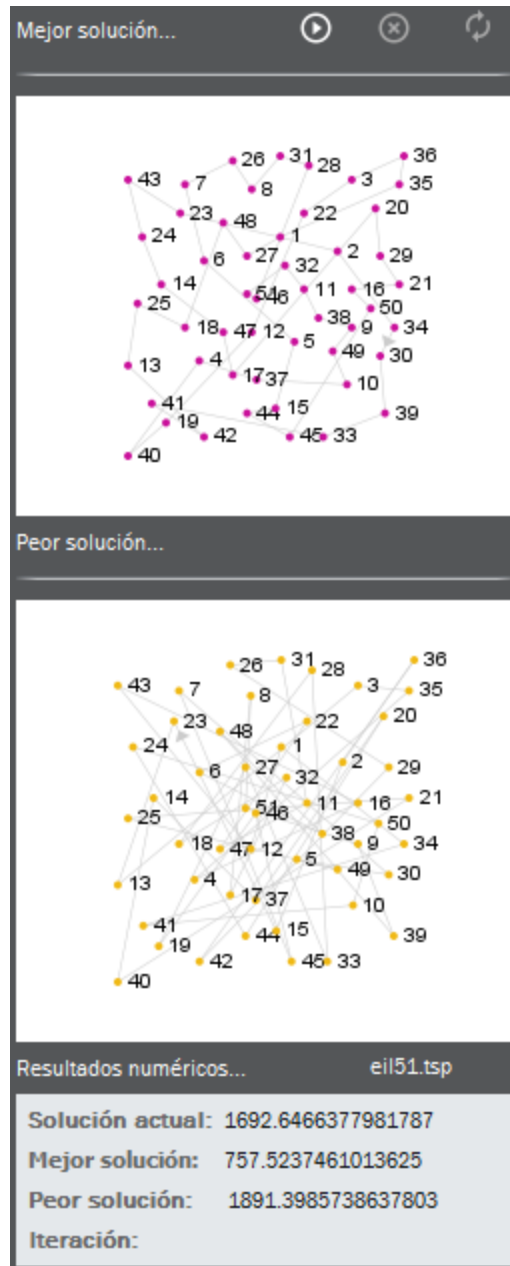 Mejor solución...
26 31 28 36
43 7 8 3 35
23 48 22 20
24 1
6 27 32 2 29
14 51 46 11 16 21
25 50
18 47 12 38 9 34
5 49 30
13 4 17 37 10
41 44 15 39
19 42 45 33
40
Peor solución...
26 31 28 36
43 7 8 3 35
23 48 22 20
24 1
6 27 32 2 29
14 51 46 11 16 21
25 38 50
18 47 12 9 34
5 49 30
13 4 17 37 10
41 44 15 39
19 42 45 33
40
Resultados numéricos... eil51.tsp
Solución actual: 1692.6466377981787
Mejor solución: 757.5237461013625
Peor solución: 1891.3985738637803
Iteración: